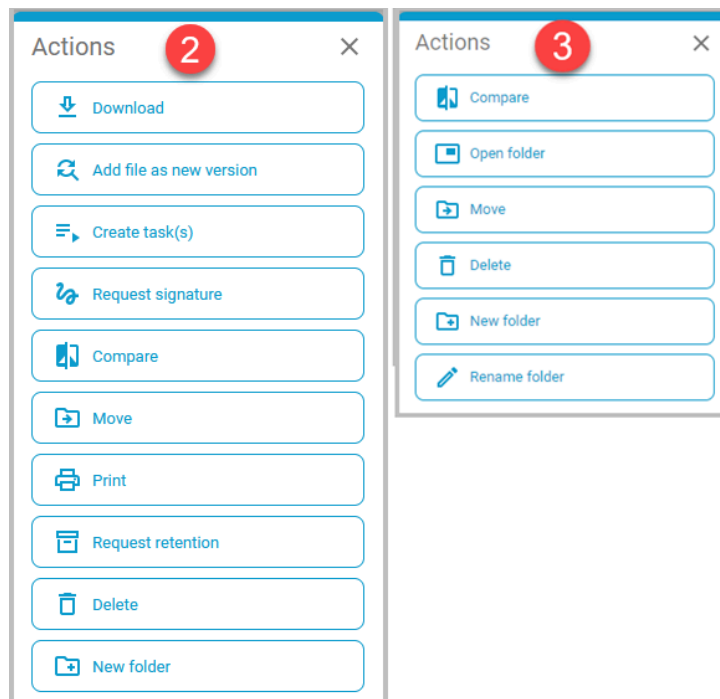 Actions
2
Download
Add file as new version
Create task(s)
Request signature
Compare
Move
Print
Request retention
Delete
New folder
Actions
3
Compare
Open folder
Move
Delete
New folder
Rename folder